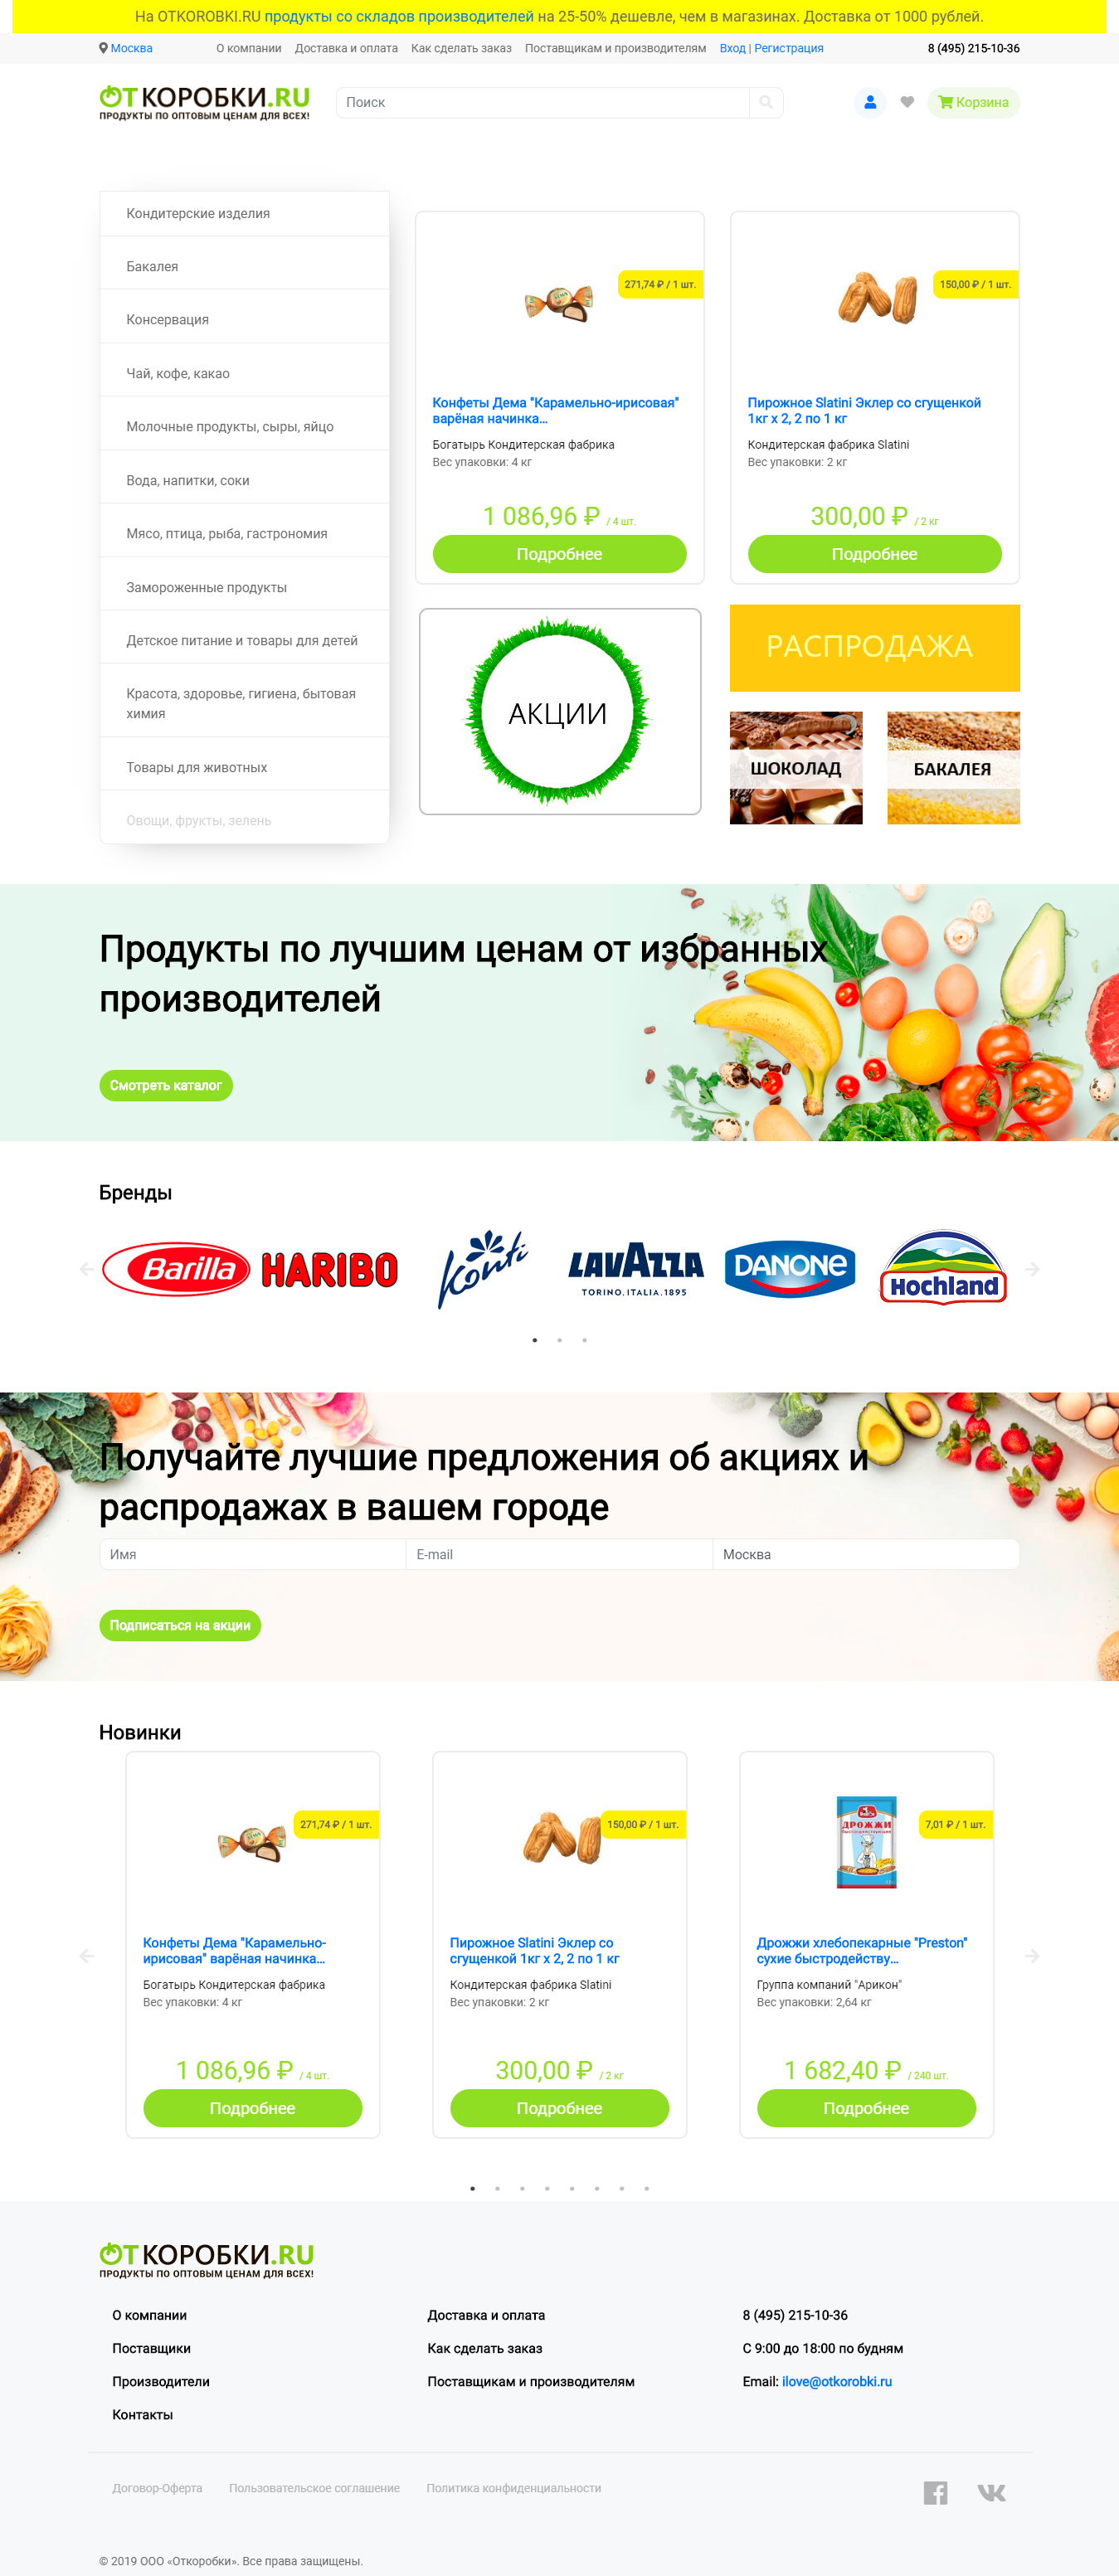 На OTKOROBKI.RU продукты со складов производителей на 25-50% дешевле, чем в магазинах. Доставка от 1000 рублей.
Москва
О компании
Доставка и оплата
Как сделать заказ
Поставщикам и производителям
Вход | Регистрация
8 (495) 215-10-36
ОТКОРОБКИ.RU
ПРОДУКТЫ ПО ОПТОВЫМ ЦЕНАМ ДЛЯ ВСЕХ!
Поиск
Корзина
Кондитерские изделия
Бакалея
Консервация
Чай, кофе, какао
Молочные продукты, сыры, яйцо
Вода, напитки, соки
Мясо, птица, рыба, гастрономия
Замороженные продукты
Детское питание и товары для детей
Красота, здоровье, гигиена, бытовая
химия
Товары для животных
Овощи, фрукты, зелень
271,74 ₽ / 1 шт.
Конфеты Дема "Карамельно-ирисовая"
варёная начинка...
Богатырь Кондитерская фабрика
Вес упаковки: 4 кг
1 086,96 ₽ / 4 шт.
Подробнее
150,00 ₽ / 1 шт.
Пирожное Slatini Эклер со сгущенкой
1кг х 2, 2 по 1 кг
Кондитерская фабрика Slatini
Вес упаковки: 2 кг
300,00 ₽ / 2 кг
Подробнее
АКЦИИ
РАСПРОДАЖА
ШОКОЛАД
БАКАЛЕЯ
Продукты по лучшим ценам от избранных
производителей
Смотреть каталог
Бренды
Barilla
HARIBO
Konti
LAVAZZA
TORINO, ITALIA, 1895
DANONE
Hochland
Получайте лучшие предложения об акциях и
распродажах в вашем городе
Имя
E-mail
Москва
Подписаться на акции
Новинки
271,74 ₽ / 1 шт.
Конфеты Дема "Карамельно-
ирисовая" варёная начинка...
Богатырь Кондитерская фабрика
Вес упаковки: 4 кг
1 086,96 ₽ / 4 шт.
Подробнее
150,00 ₽ / 1 шт.
Пирожное Slatini Эклер со
сгущенкой 1кг х 2, 2 по 1 кг
Кондитерская фабрика Slatini
Вес упаковки: 2 кг
300,00 ₽ / 2 кг
Подробнее
ДРОЖЖИ
7,01 ₽ / 1 шт.
Дрожжи хлебопекарные "Preston"
сухие быстродейству...
Группа компаний "Арикон"
Вес упаковки: 2,64 кг
1 682,40 ₽ / 240 шт.
Подробнее
ОТКОРОБКИ.RU
ПРОДУКТЫ ПО ОПТОВЫМ ЦЕНАМ ДЛЯ ВСЕХ!
О компании
Поставщики
Производители
Контакты
Доставка и оплата
Как сделать заказ
Поставщикам и производителям
8 (495) 215-10-36
С 9:00 до 18:00 по будням
Email: ilove@otkorobki.ru
Договор-Оферта
Пользовательское соглашение
Политика конфиденциальности
© 2019 ООО «Откоробки». Все права защищены.